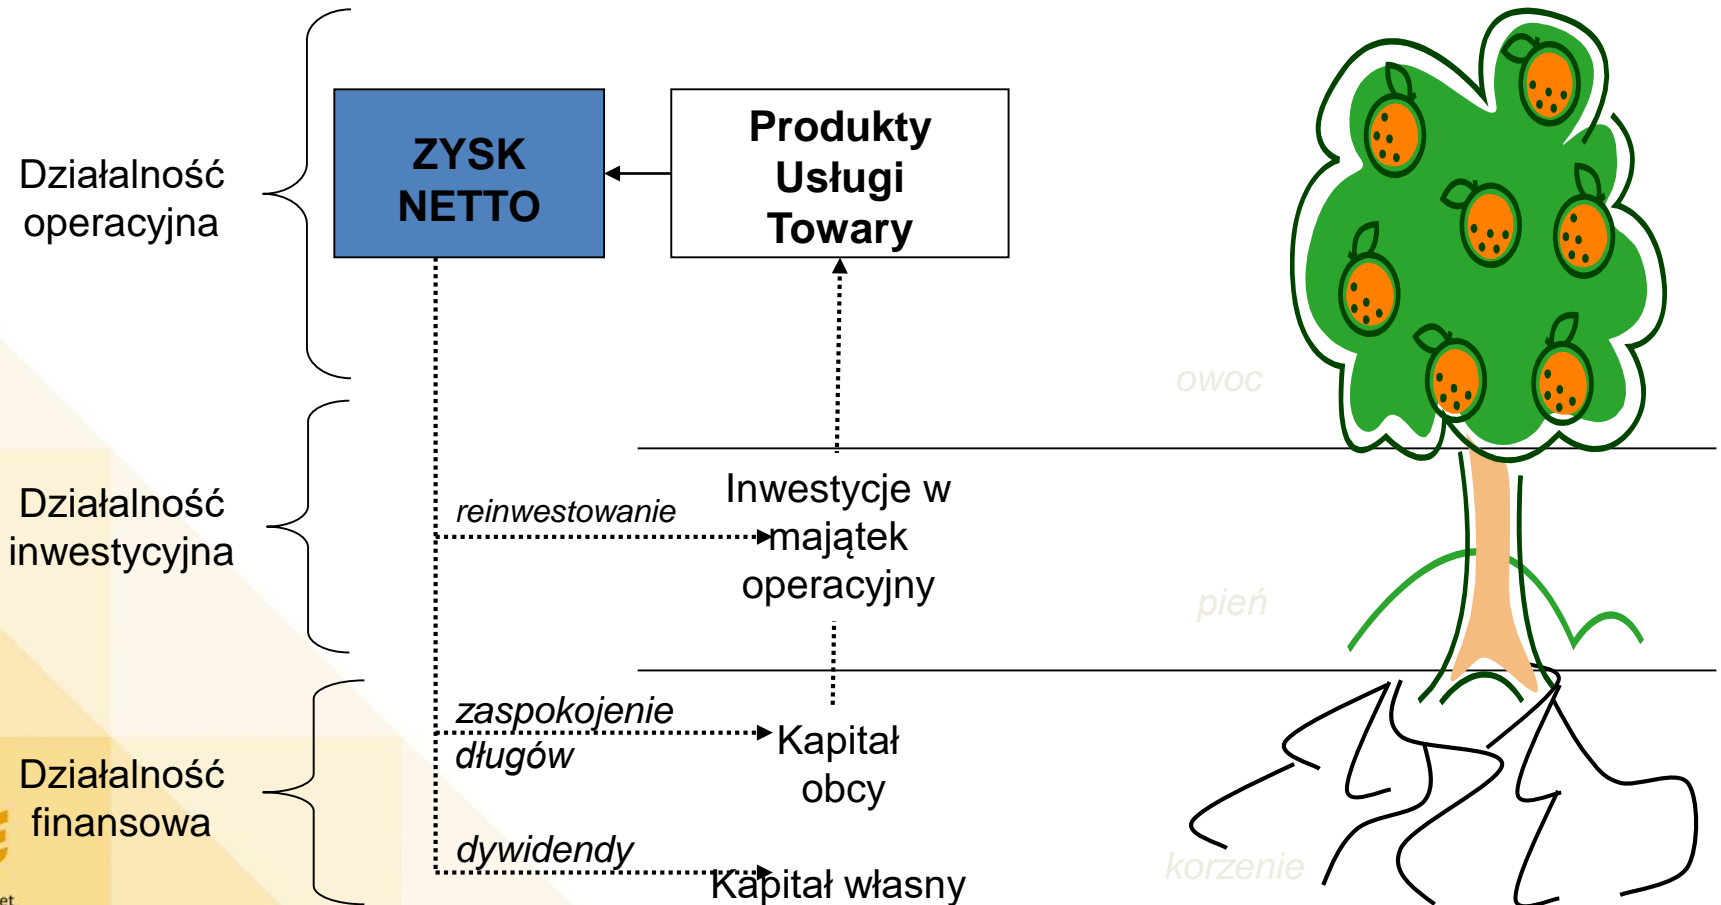 Działalność
operacyjna
ZYSK
NETTO
Produkty
Usługi
Towary
owoc
Działalność
inwestycyjna
reinwestowanie
Inwestycje w
majątek
operacyjny
pień
Działalność
finansowa
zaspokojenie
długów
Kapitał
obcy
dywidendy
Kapitał własny
korzenie